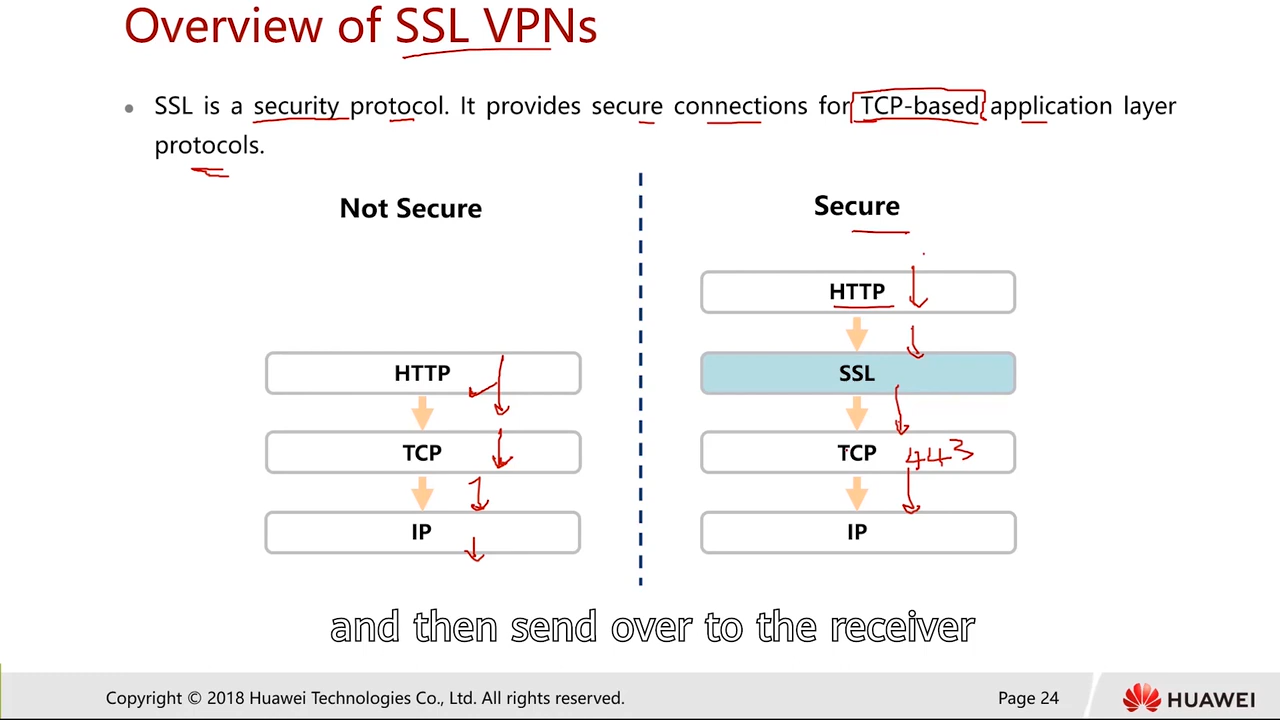 Overview of SSL VPNs
• SSL is a security protocol. It provides secure connections for TCP-based application layer
protocols.
Not Secure
Secure
HTTP
SSL
HTTP
TCP
TCP 443
IP
IP
and then send over to the receiver
Copyright © 2018 Huawei Technologies Co., Ltd. All rights reserved.
Page 24
HUAWEI